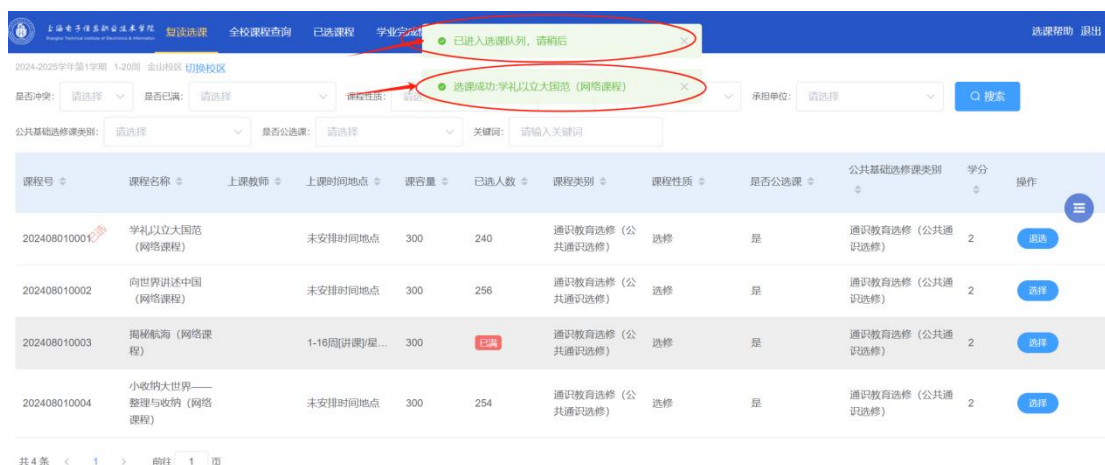 上海电子信息职业技术学院 复读选课 全校课程查询 已选课程 学业完成 选课帮助 退出
Shanghai Technical Institute of Electronics & Information
已进入选课队列，请稍后
2024-2025学年第1学期 1-20周 金山校区 切换校区
选课成功:学礼以立大国范（网络课程）
是否冲突: 请选择 是否已满: 请选择 课程性质: 承担单位: 请选择 搜索
公共基础选修课类别: 请选择 是否公选课: 请选择 关键词: 请输入关键词
课程号 课程名称 上课教师 上课时间地点 课容量 已选人数 课程类别 课程性质 是否公选课 公共基础选修课类别 学分 操作
202408010001 已选 学礼以立大国范（网络课程） 未安排时间地点 300 240 通识教育选修（公共通识选修） 选修 是 通识教育选修（公共通识选修） 2 退选
202408010002 向世界讲述中国（网络课程） 未安排时间地点 300 256 通识教育选修（公共通识选修） 选修 是 通识教育选修（公共通识选修） 2 选择
202408010003 揭秘航海（网络课程） 1-16周[讲课]/星... 300 已满 通识教育选修（公共通识选修） 选修 是 通识教育选修（公共通识选修） 2 选择
202408010004 小收纳大世界——整理与收纳（网络课程） 未安排时间地点 300 254 通识教育选修（公共通识选修） 选修 是 通识教育选修（公共通识选修） 2 选择
共4条 < 1 > 前往 1 页